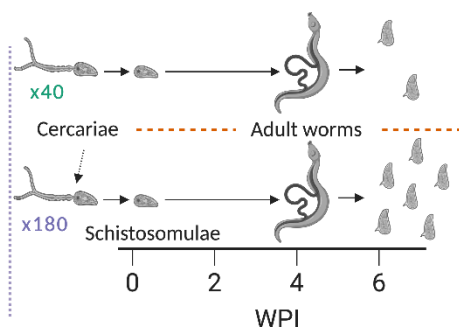 x40
Cercariae
Adult worms
x180
Schistosomulae
0 2 4 6
WPI